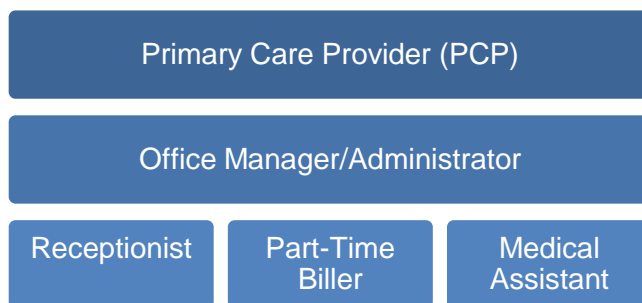 Primary Care Provider (PCP)
Office Manager/Administrator
Receptionist
Part-Time
Biller
Medical
Assistant